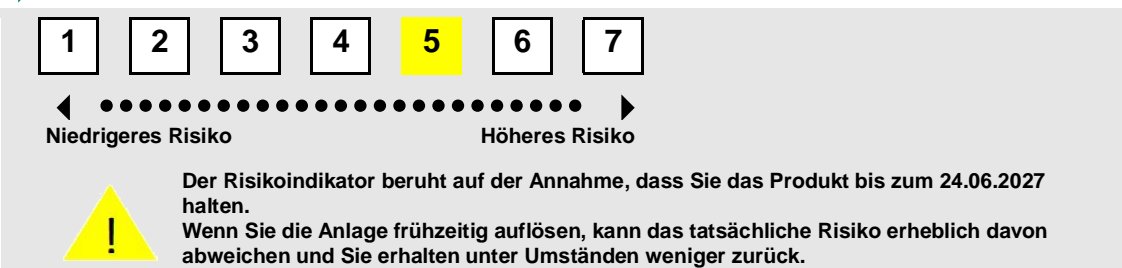 1 2 3 4 5 6 7
Niedrigeres Risiko Höheres Risiko
Der Risikoindikator beruht auf der Annahme, dass Sie das Produkt bis zum 24.06.2027
halten.
Wenn Sie die Anlage frühzeitig auflösen, kann das tatsächliche Risiko erheblich davon
abweichen und Sie erhalten unter Umständen weniger zurück.
!